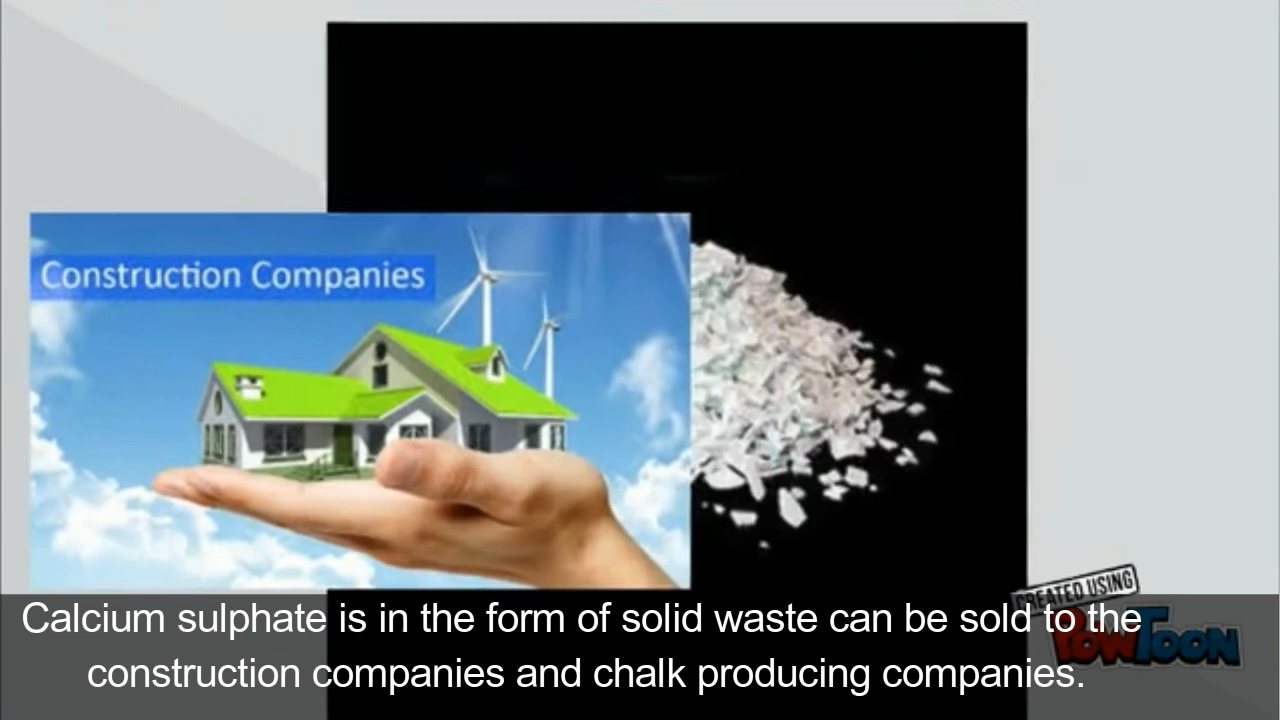 Construction Companies
CREATED USING
PowToon
Calcium sulphate is in the form of solid waste can be sold to the
construction companies and chalk producing companies.